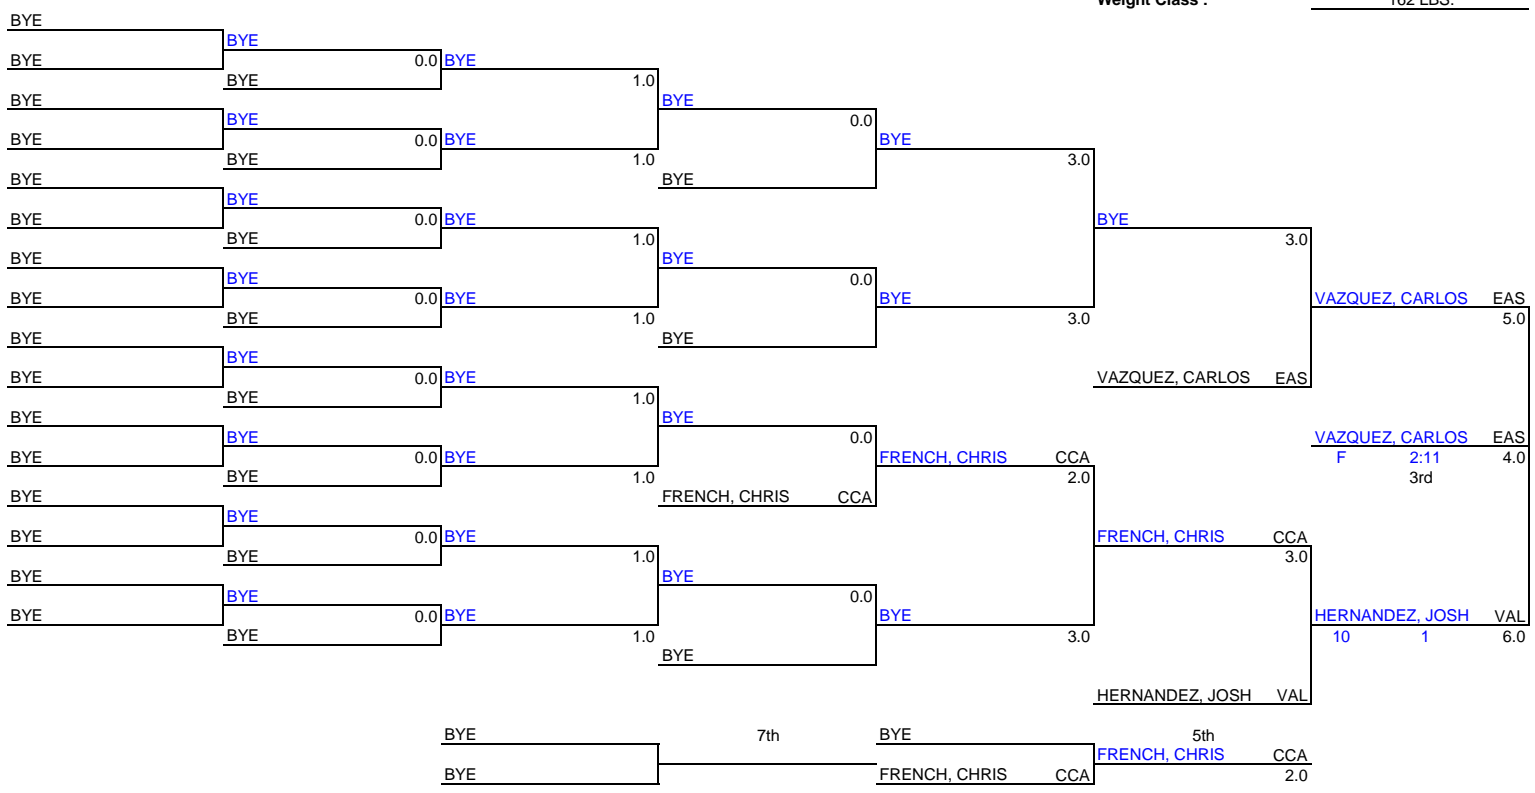 Weight Class : 162 LBS.
BYE
BYE
BYE 0.0 BYE
BYE 1.0
BYE BYE
BYE 0.0
BYE 0.0 BYE BYE
BYE
BYE 1.0 3.0
BYE BYE
BYE
BYE 0.0 BYE BYE
BYE 1.0 3.0
BYE BYE
BYE 0.0
BYE 0.0 BYE BYE VAZQUEZ, CARLOS EAS
BYE 1.0 3.0 5.0
BYE BYE
BYE
BYE 0.0 BYE VAZQUEZ, CARLOS EAS
BYE 1.0
BYE BYE
BYE 0.0 VAZQUEZ, CARLOS EAS
BYE 0.0 BYE FRENCH, CHRIS CCA F 2:11 4.0
BYE 1.0 2.0 3rd
BYE FRENCH, CHRIS CCA
BYE
BYE 0.0 BYE FRENCH, CHRIS CCA
BYE 1.0 3.0
BYE BYE
BYE 0.0
BYE 0.0 BYE BYE HERNANDEZ, JOSH VAL
BYE 1.0 3.0 10 1 6.0
BYE
HERNANDEZ, JOSH VAL
BYE 7th BYE 5th
FRENCH, CHRIS CCA
BYE FRENCH, CHRIS CCA 2.0